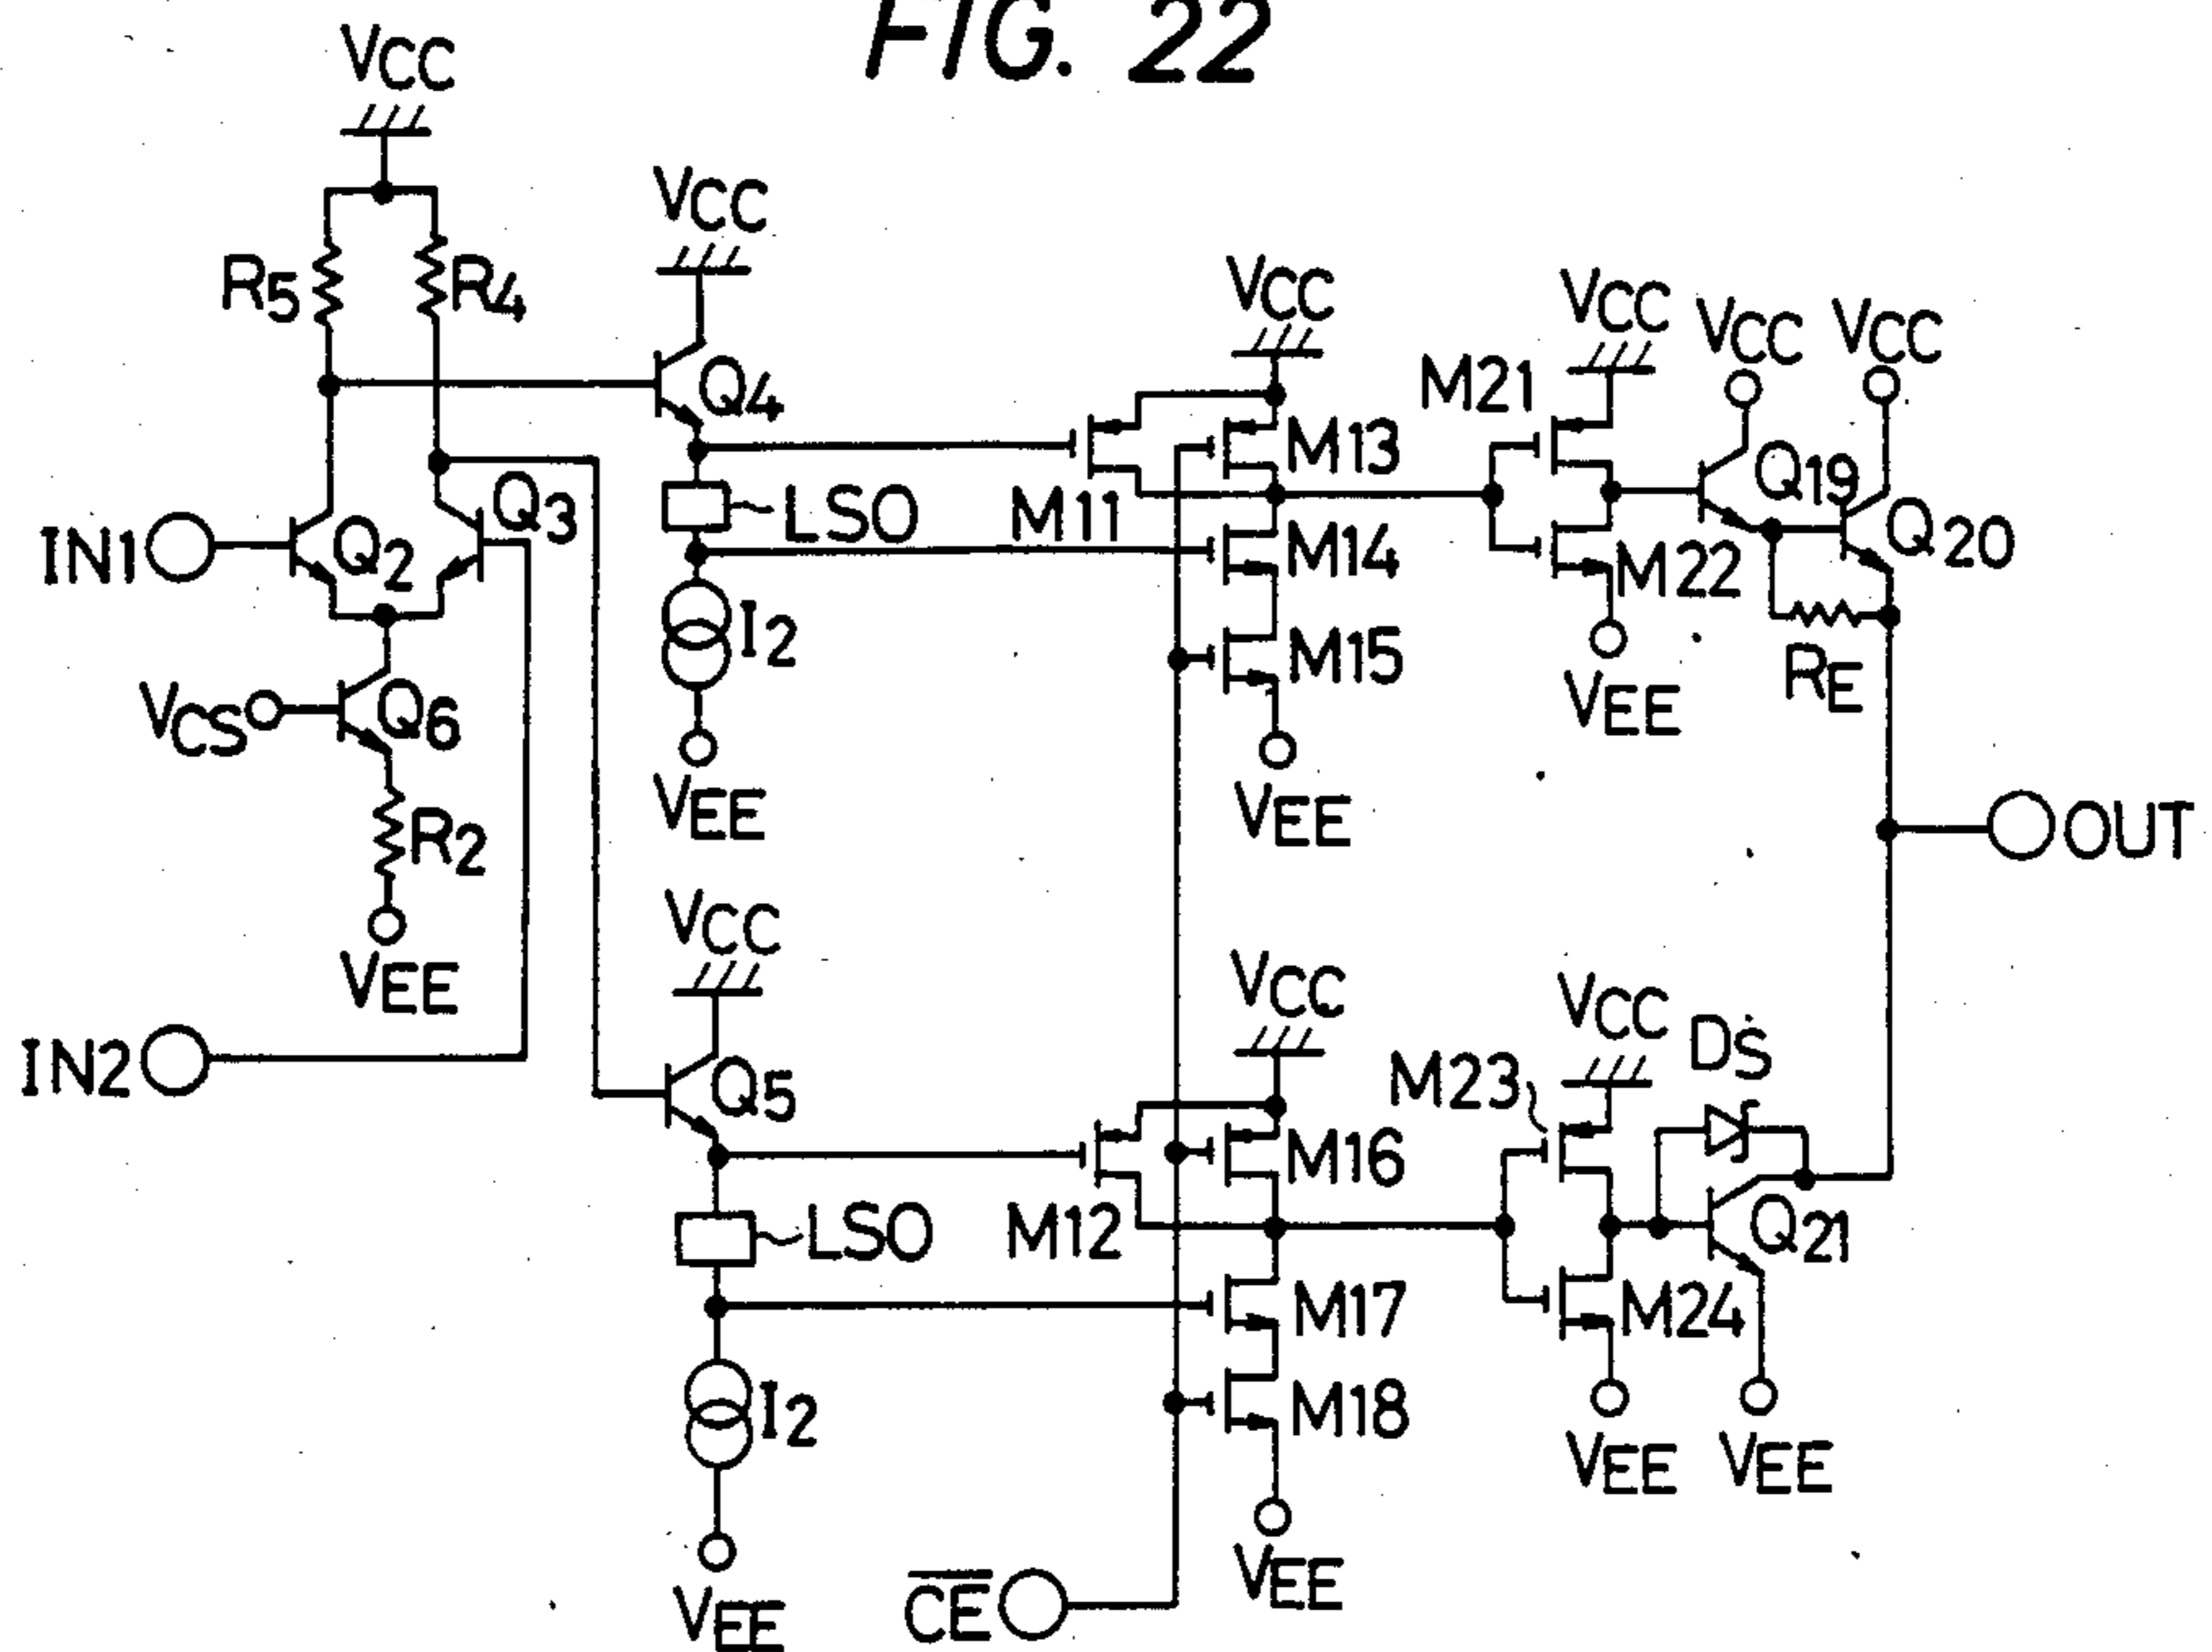 FIG. 22
VCC
R5
R4
VCC
Q4
IN1
Q2
Q3
LSO
I2
VCS
Q6
R2
VEE
VEE
IN2
VCC
Q5
LSO
I2
VEE
CE
VCC
M11
M13
M14
M15
VEE
VCC
M12
M16
M17
M18
VEE
M21
VCC
VCC
VCC
Q19
Q20
M22
RE
VEE
OUT
VCC
M23
DS
Q21
M24
VEE
VEE